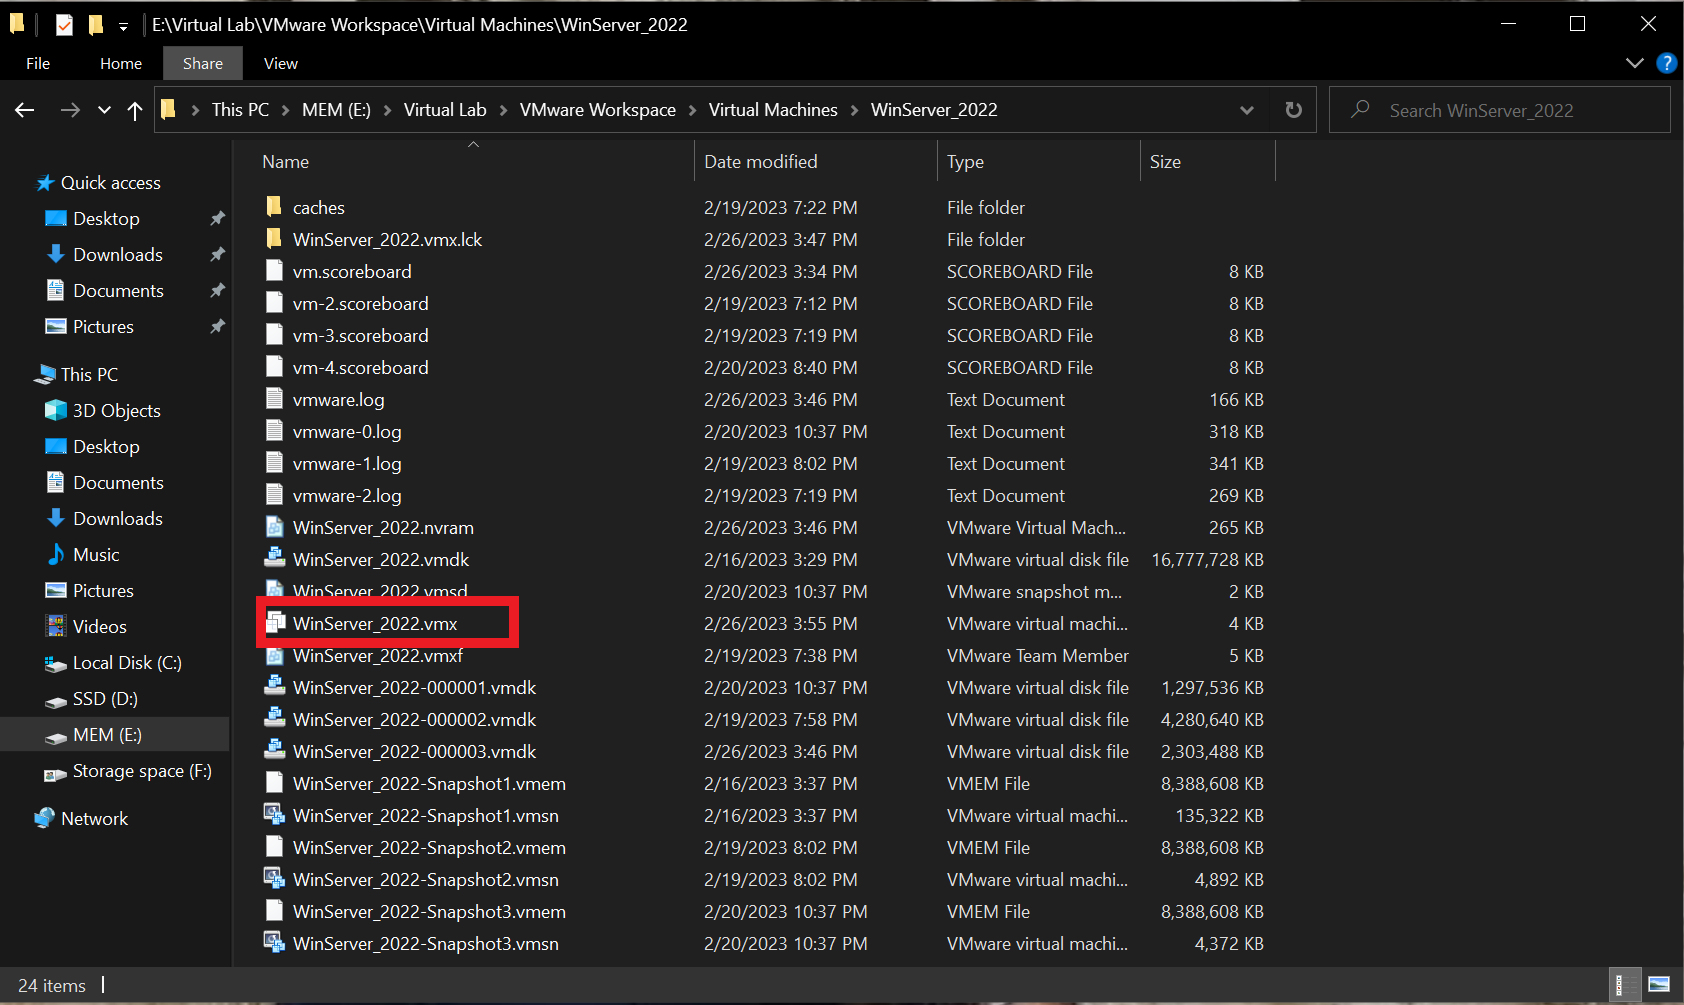 E:\Virtual Lab\VMware Workspace\Virtual Machines\WinServer_2022
File Home Share View ?
This PC > MEM (E:) > Virtual Lab > VMware Workspace > Virtual Machines > WinServer_2022
Search WinServer_2022
Quick access
Desktop
Downloads
Documents
Pictures
This PC
3D Objects
Desktop
Documents
Downloads
Music
Pictures
Videos
Local Disk (C:)
SSD (D:)
MEM (E:)
Storage space (F:)
Network
Name Date modified Type Size
caches 2/19/2023 7:22 PM File folder
WinServer_2022.vmx.lck 2/26/2023 3:47 PM File folder
vm.scoreboard 2/26/2023 3:34 PM SCOREBOARD File 8 KB
vm-2.scoreboard 2/19/2023 7:12 PM SCOREBOARD File 8 KB
vm-3.scoreboard 2/19/2023 7:19 PM SCOREBOARD File 8 KB
vm-4.scoreboard 2/20/2023 8:40 PM SCOREBOARD File 8 KB
vmware.log 2/26/2023 3:46 PM Text Document 166 KB
vmware-0.log 2/20/2023 10:37 PM Text Document 318 KB
vmware-1.log 2/19/2023 8:02 PM Text Document 341 KB
vmware-2.log 2/19/2023 7:19 PM Text Document 269 KB
WinServer_2022.nvram 2/26/2023 3:46 PM VMware Virtual Mach... 265 KB
WinServer_2022.vmdk 2/16/2023 3:29 PM VMware virtual disk file 16,777,728 KB
WinServer_2022.vmsd 2/20/2023 10:37 PM VMware snapshot m... 2 KB
WinServer_2022.vmx 2/26/2023 3:55 PM VMware virtual machi... 4 KB
WinServer_2022.vmxf 2/19/2023 7:38 PM VMware Team Member 5 KB
WinServer_2022-000001.vmdk 2/20/2023 10:37 PM VMware virtual disk file 1,297,536 KB
WinServer_2022-000002.vmdk 2/19/2023 7:58 PM VMware virtual disk file 4,280,640 KB
WinServer_2022-000003.vmdk 2/26/2023 3:46 PM VMware virtual disk file 2,303,488 KB
WinServer_2022-Snapshot1.vmem 2/16/2023 3:37 PM VMEM File 8,388,608 KB
WinServer_2022-Snapshot1.vmsn 2/16/2023 3:37 PM VMware virtual machi... 135,322 KB
WinServer_2022-Snapshot2.vmem 2/19/2023 8:02 PM VMEM File 8,388,608 KB
WinServer_2022-Snapshot2.vmsn 2/19/2023 8:02 PM VMware virtual machi... 4,892 KB
WinServer_2022-Snapshot3.vmem 2/20/2023 10:37 PM VMEM File 8,388,608 KB
WinServer_2022-Snapshot3.vmsn 2/20/2023 10:37 PM VMware virtual machi... 4,372 KB
24 items